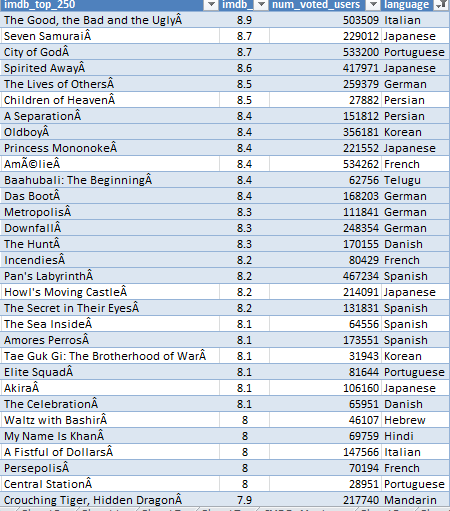 imdb_top_250 imdb_ num_voted_users language
The Good, the Bad and the UglyÂ 8.9 503509 Italian
Seven SamuraiÂ 8.7 229012 Japanese
City of GodÂ 8.7 533200 Portuguese
Spirited AwayÂ 8.6 417971 Japanese
The Lives of OthersÂ 8.5 259379 German
Children of HeavenÂ 8.5 27882 Persian
A SeparationÂ 8.4 151812 Persian
OldboyÂ 8.4 356181 Korean
Princess MononokeÂ 8.4 221552 Japanese
AmÃ©lieÂ 8.4 534262 French
Baahubali: The BeginningÂ 8.4 62756 Telugu
Das BootÂ 8.4 168203 German
MetropolisÂ 8.3 111841 German
DownfallÂ 8.3 248354 German
The HuntÂ 8.3 170155 Danish
IncendiesÂ 8.2 80429 French
Pan's LabyrinthÂ 8.2 467234 Spanish
Howl's Moving CastleÂ 8.2 214091 Japanese
The Secret in Their EyesÂ 8.2 131831 Spanish
The Sea InsideÂ 8.1 64556 Spanish
Amores PerrosÂ 8.1 173551 Spanish
Tae Guk Gi: The Brotherhood of WarÂ 8.1 31943 Korean
Elite SquadÂ 8.1 81644 Portuguese
AkiraÂ 8.1 106160 Japanese
The CelebrationÂ 8.1 65951 Danish
Waltz with BashirÂ 8 46107 Hebrew
My Name Is KhanÂ 8 69759 Hindi
A Fistful of DollarsÂ 8 147566 Italian
PersepolisÂ 8 70194 French
Central StationÂ 8 28951 Portuguese
Crouching Tiger, Hidden DragonÂ 7.9 217740 Mandarin